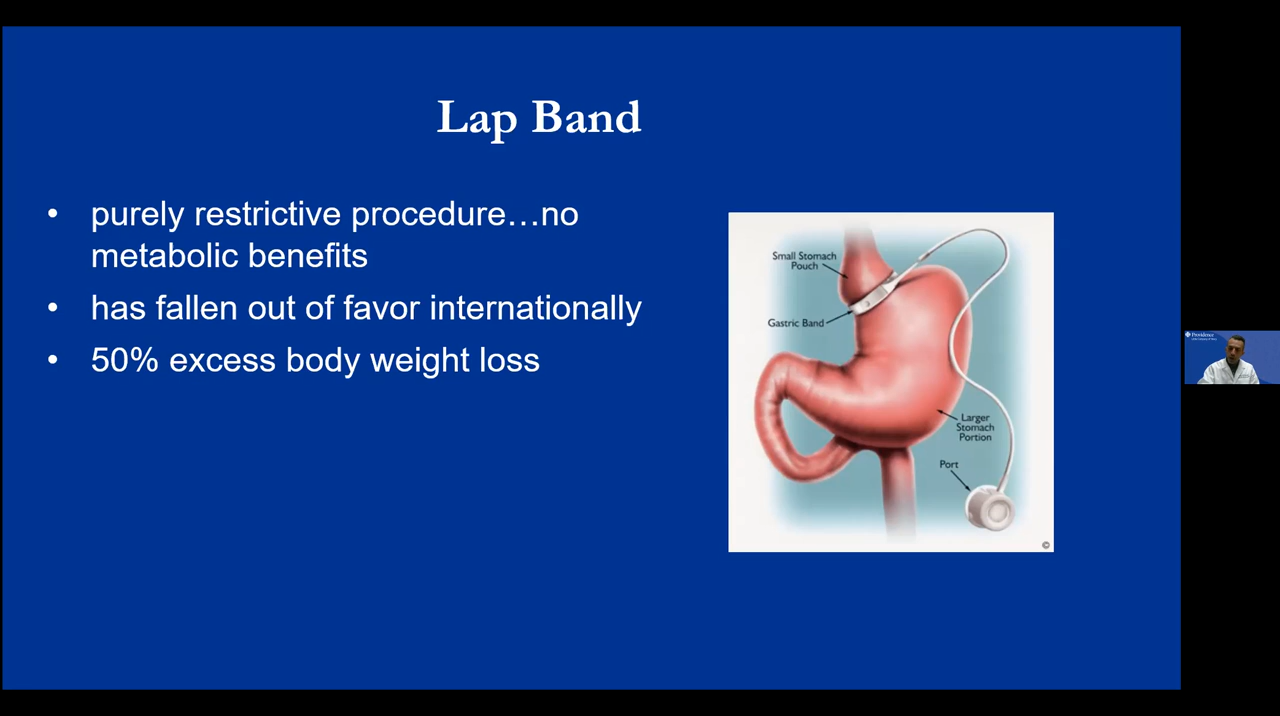 Lap Band
• purely restrictive procedure…no
metabolic benefits
• has fallen out of favor internationally
• 50% excess body weight loss
Small Stomach
Pouch
Gastric Band
Larger
Stomach
Portion
Port
©
Providence